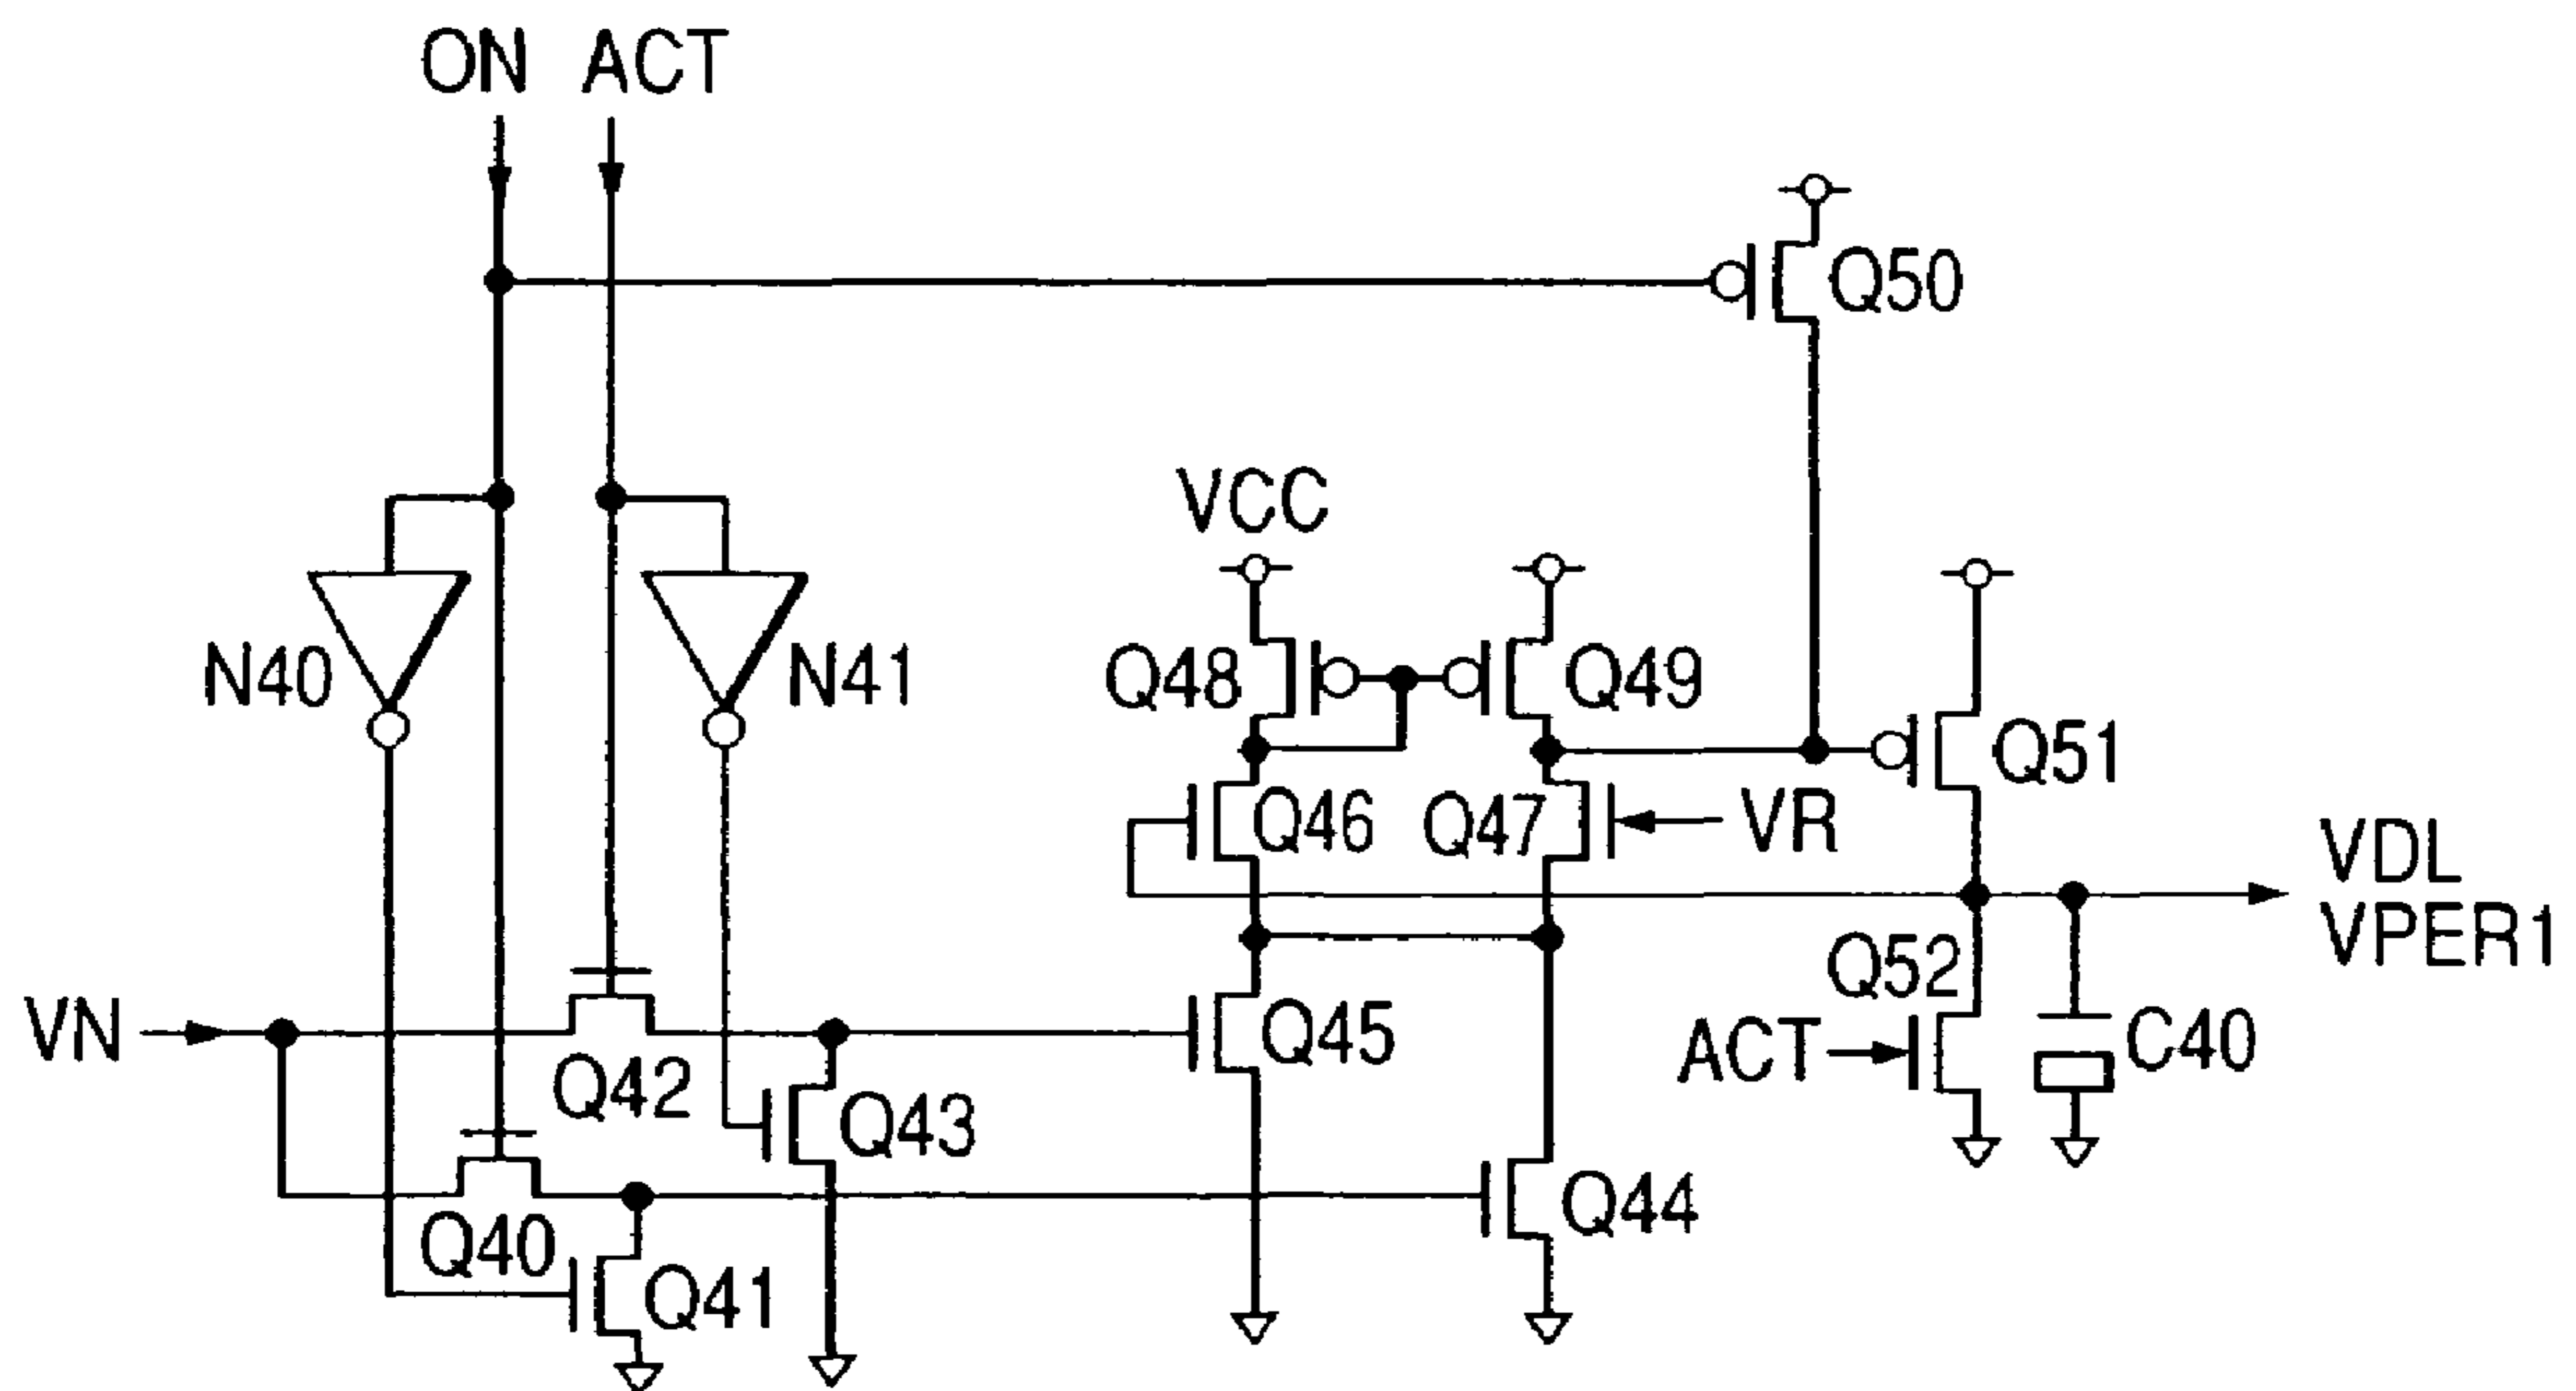 ON ACT
Q50
VCC
N40 N41 Q48 Q49
Q51
Q46 Q47 VR
VDL
VPER1
Q52
VN Q45 ACT C40
Q42
Q43
Q44
Q40
Q41